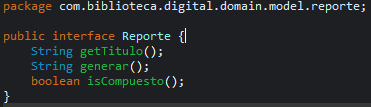 package com.biblioteca.digital.domain.model.reporte;
public interface Reporte {
    String getTitulo();
    String generar();
    boolean isCompuesto();
}